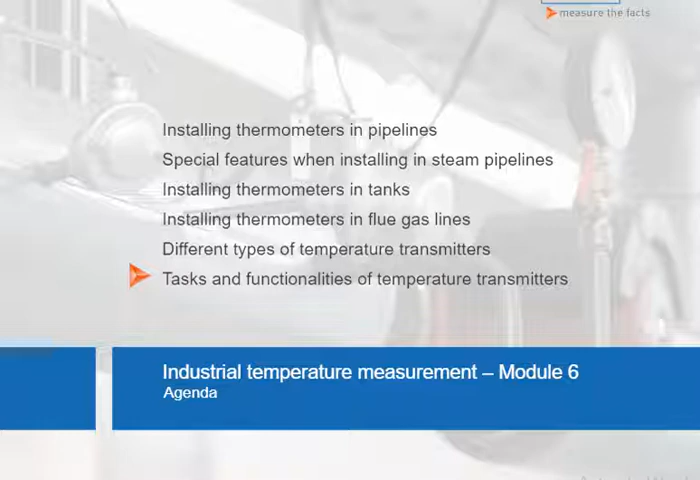 measure the facts
Installing thermometers in pipelines
Special features when installing in steam pipelines
Installing thermometers in tanks
Installing thermometers in flue gas lines
Different types of temperature transmitters
Tasks and functionalities of temperature transmitters
Industrial temperature measurement – Module 6
Agenda